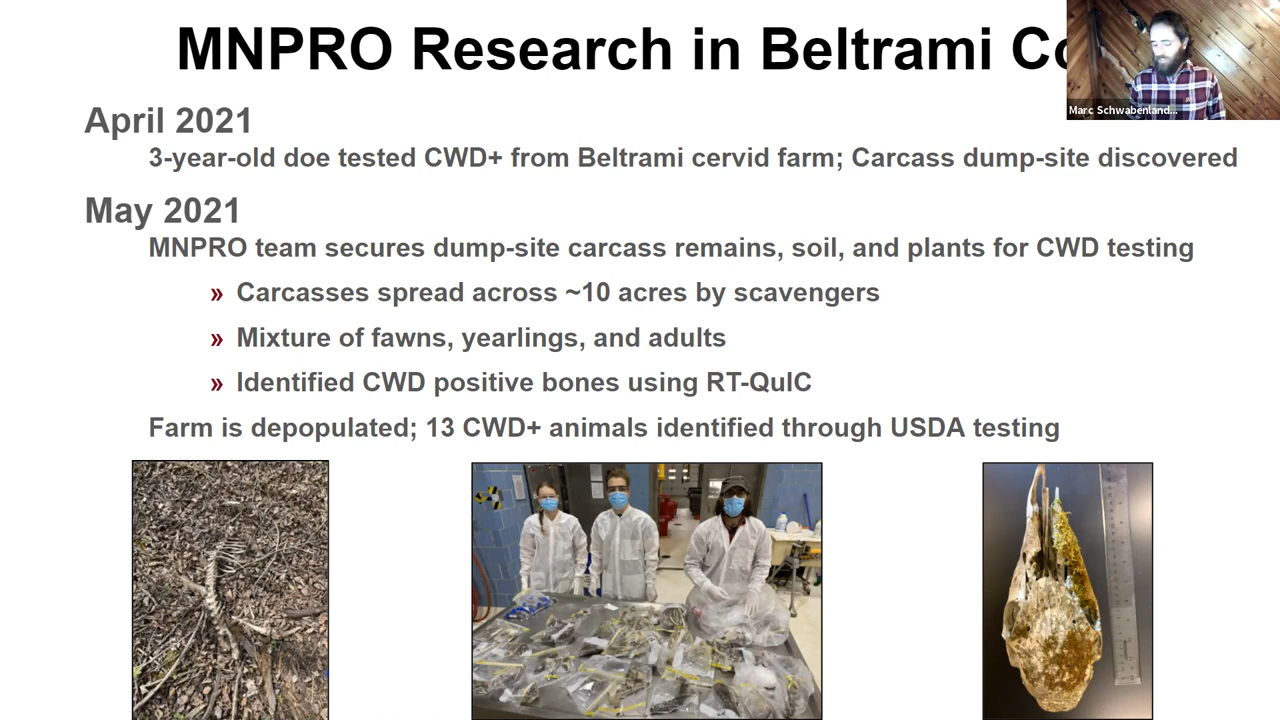 MNPRO Research in Beltrami Co
Marc Schwabenland...
April 2021
3-year-old doe tested CWD+ from Beltrami cervid farm; Carcass dump-site discovered
May 2021
MNPRO team secures dump-site carcass remains, soil, and plants for CWD testing
» Carcasses spread across ~10 acres by scavengers
» Mixture of fawns, yearlings, and adults
» Identified CWD positive bones using RT-QuIC
Farm is depopulated; 13 CWD+ animals identified through USDA testing